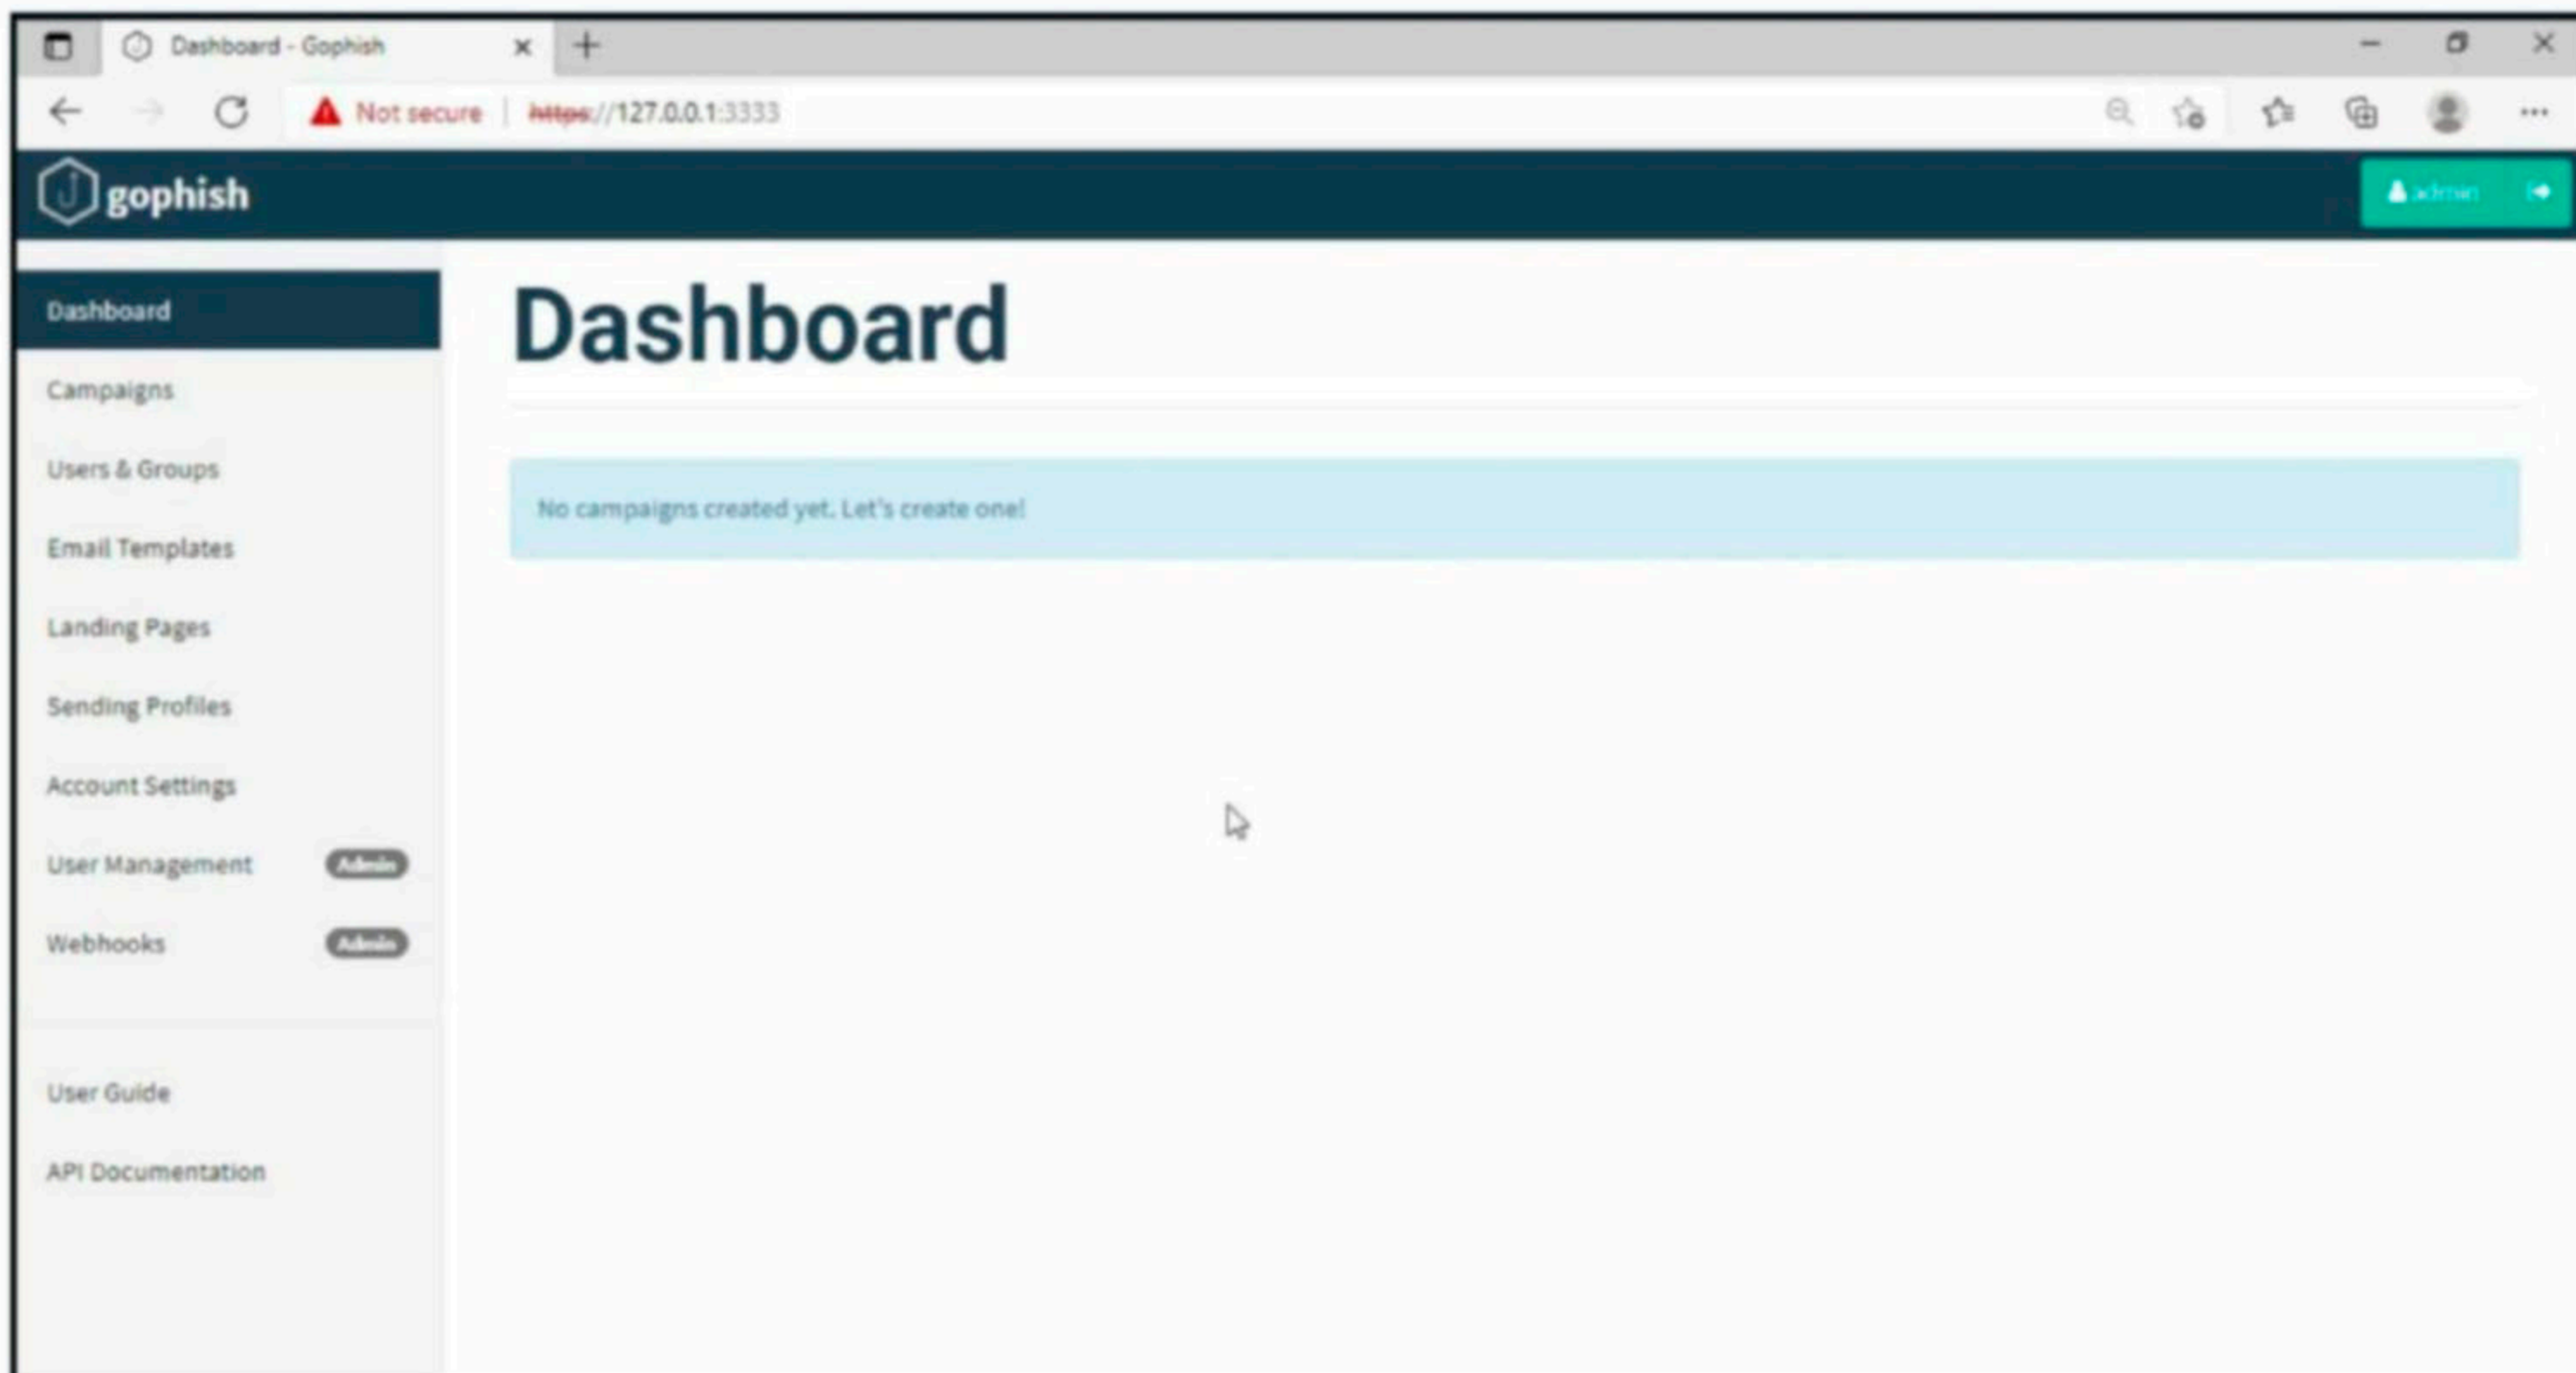 Dashboard - Gophish
Not secure | https://127.0.0.1:3333
gophish
admin
Dashboard
Campaigns
Users & Groups
Email Templates
Landing Pages
Sending Profiles
Account Settings
User Management Admin
Webhooks Admin
User Guide
API Documentation
Dashboard
No campaigns created yet. Let's create one!